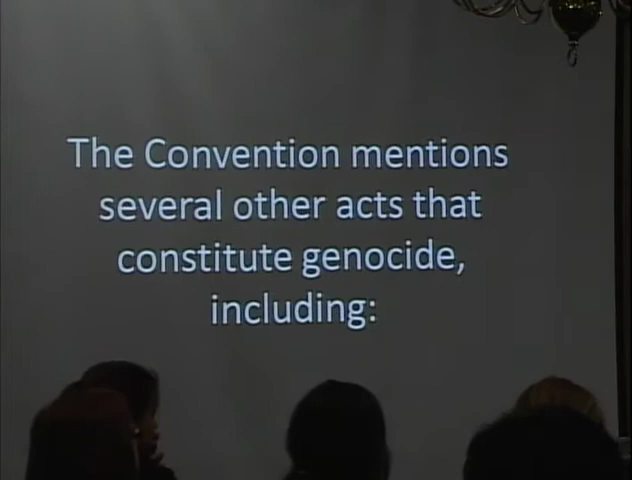 The Convention mentions
several other acts that
constitute genocide,
including: